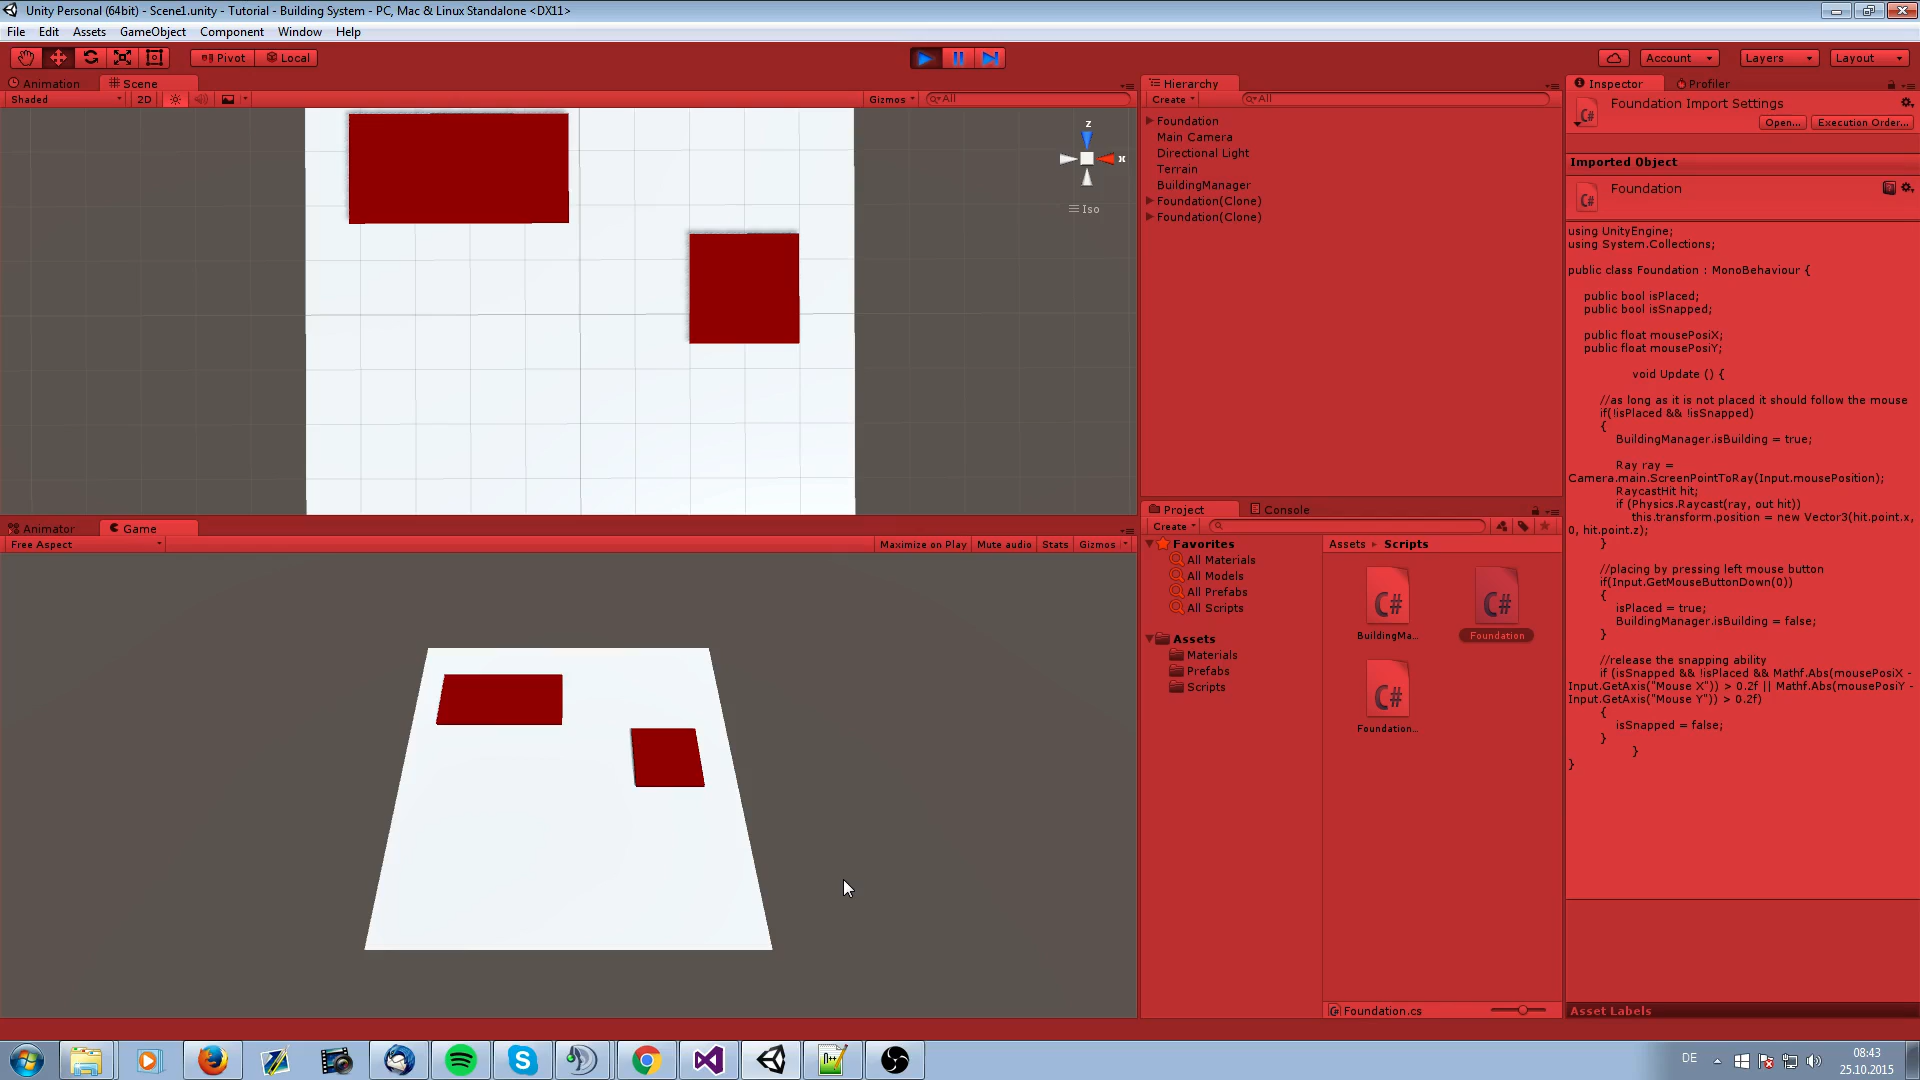 Unity Personal (64bit) - Scene1.unity - Tutorial - Building System - PC, Mac & Linux Standalone <DX11>
File Edit Assets GameObject Component Window Help
Pivot Local Account Layers Layout
Animation Scene
Shaded 2D Gizmos All
z
x
Iso
Animator Game
Free Aspect Maximize on Play Mute audio Stats Gizmos
Hierarchy
Create All
Foundation
Main Camera
Directional Light
Terrain
BuildingManager
Foundation(Clone)
Foundation(Clone)
Project Console
Create
Favorites
All Materials
All Models
All Prefabs
All Scripts
Assets
Materials
Prefabs
Scripts
Assets Scripts
C# C#
BuildingMa... Foundation
C#
Foundation...
Foundation.cs
Inspector Profiler
C# Foundation Import Settings
Open... Execution Order...
Imported Object
C# Foundation
using UnityEngine;
using System.Collections;
public class Foundation : MonoBehaviour {
public bool isPlaced;
public bool isSnapped;
public float mousePosiX;
public float mousePosiY;
void Update () {
//as long as it is not placed it should follow the mouse
if(!isPlaced && !isSnapped)
{
BuildingManager.isBuilding = true;
Ray ray =
Camera.main.ScreenPointToRay(Input.mousePosition);
RaycastHit hit;
if (Physics.Raycast(ray, out hit))
this.transform.position = new Vector3(hit.point.x,
0, hit.point.z);
}
//placing by pressing left mouse button
if(Input.GetMouseButtonDown(0))
{
isPlaced = true;
BuildingManager.isBuilding = false;
}
//release the snapping ability
if (isSnapped && !isPlaced && Mathf.Abs(mousePosiX -
Input.GetAxis("Mouse X")) > 0.2f || Mathf.Abs(mousePosiY -
Input.GetAxis("Mouse Y")) > 0.2f)
{
isSnapped = false;
}
}
}
Asset Labels
DE
08:43
25.10.2015